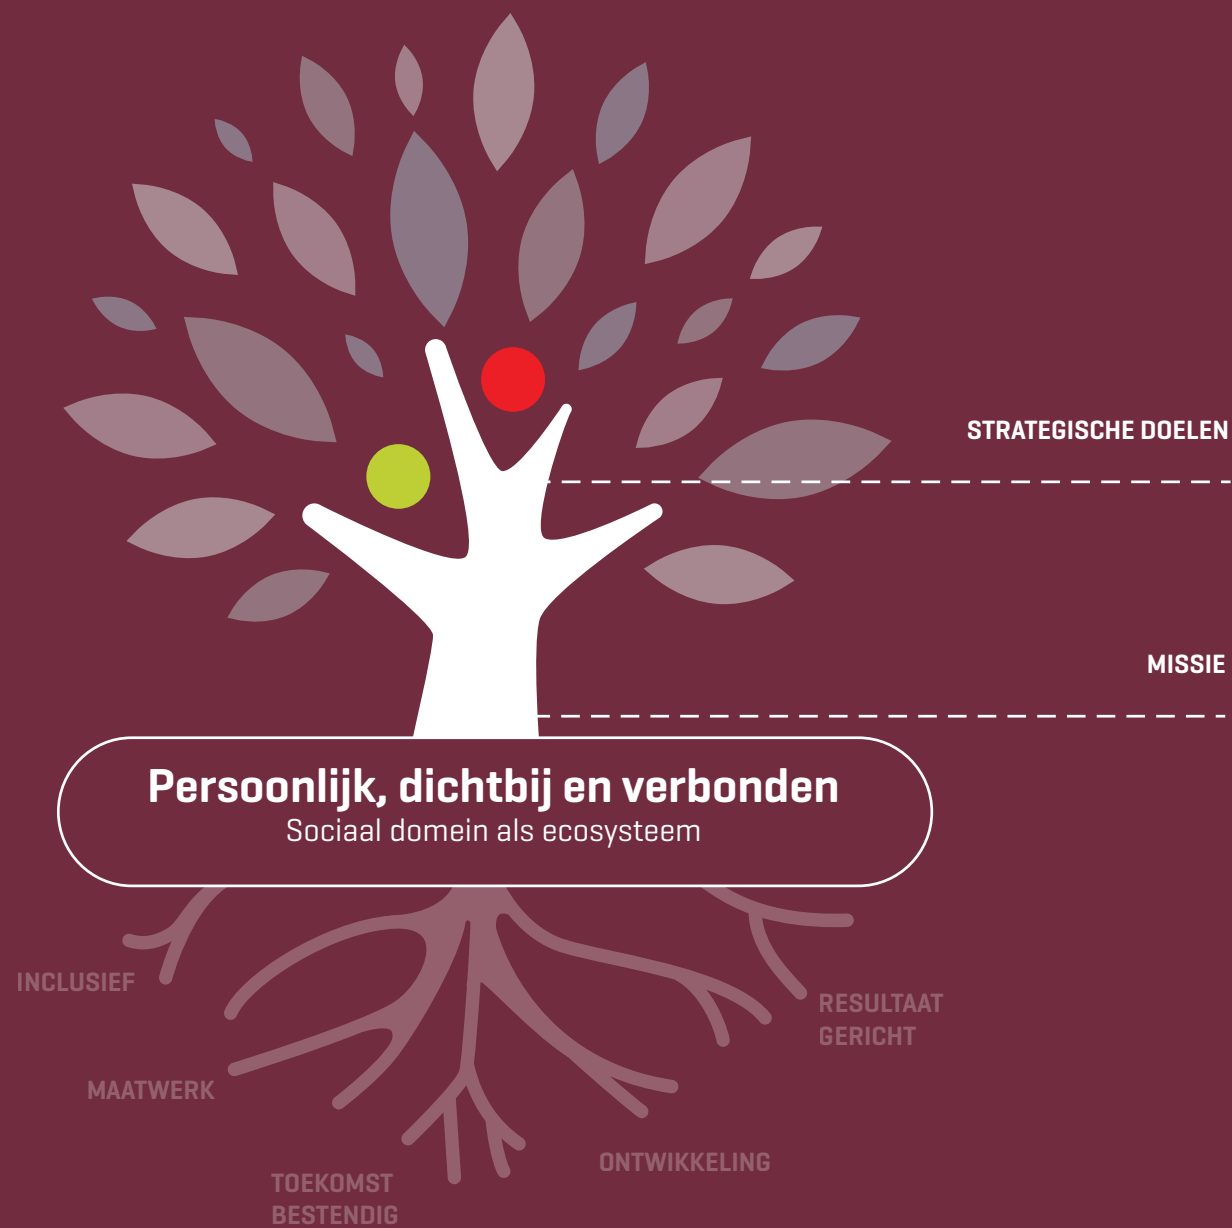 STRATEGISCHE DOELEN
MISSIE
Persoonlijk, dichtbij en verbonden
Sociaal domein als ecosysteem
INCLUSIEF
RESULTAAT
GERICHT
MAATWERK
ONTWIKKELING
TOEKOMST
BESTENDIG